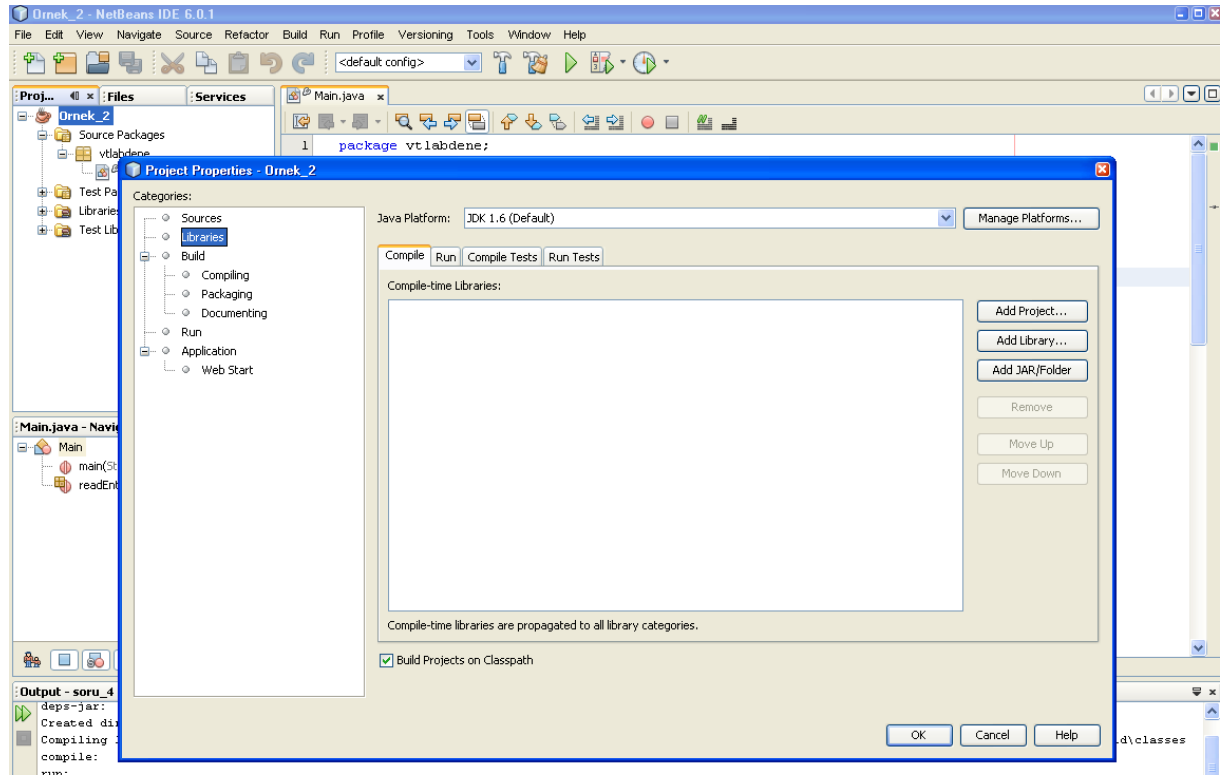 Ornek_2 - NetBeans IDE 6.0.1
File Edit View Navigate Source Refactor Build Run Profile Versioning Tools Window Help
<default config>
Proj... Files Services
Main.java
Ornek_2
Source Packages
vtlabdene
Test Pa
Libraries
Test Lib
1 package vtlabdene;
Project Properties - Ornek_2
Categories:
Sources
Libraries
Build
Compiling
Packaging
Documenting
Run
Application
Web Start
Java Platform: JDK 1.6 (Default) Manage Platforms...
Compile Run Compile Tests Run Tests
Compile-time Libraries:
Add Project...
Add Library...
Add JAR/Folder
Remove
Move Up
Move Down
Compile-time libraries are propagated to all library categories.
Build Projects on Classpath
OK Cancel Help
Main.java - Navi
Main
main(St
readEnt
Output - soru_4
deps-jar:
Created di
Compiling d\classes
compile:
run: